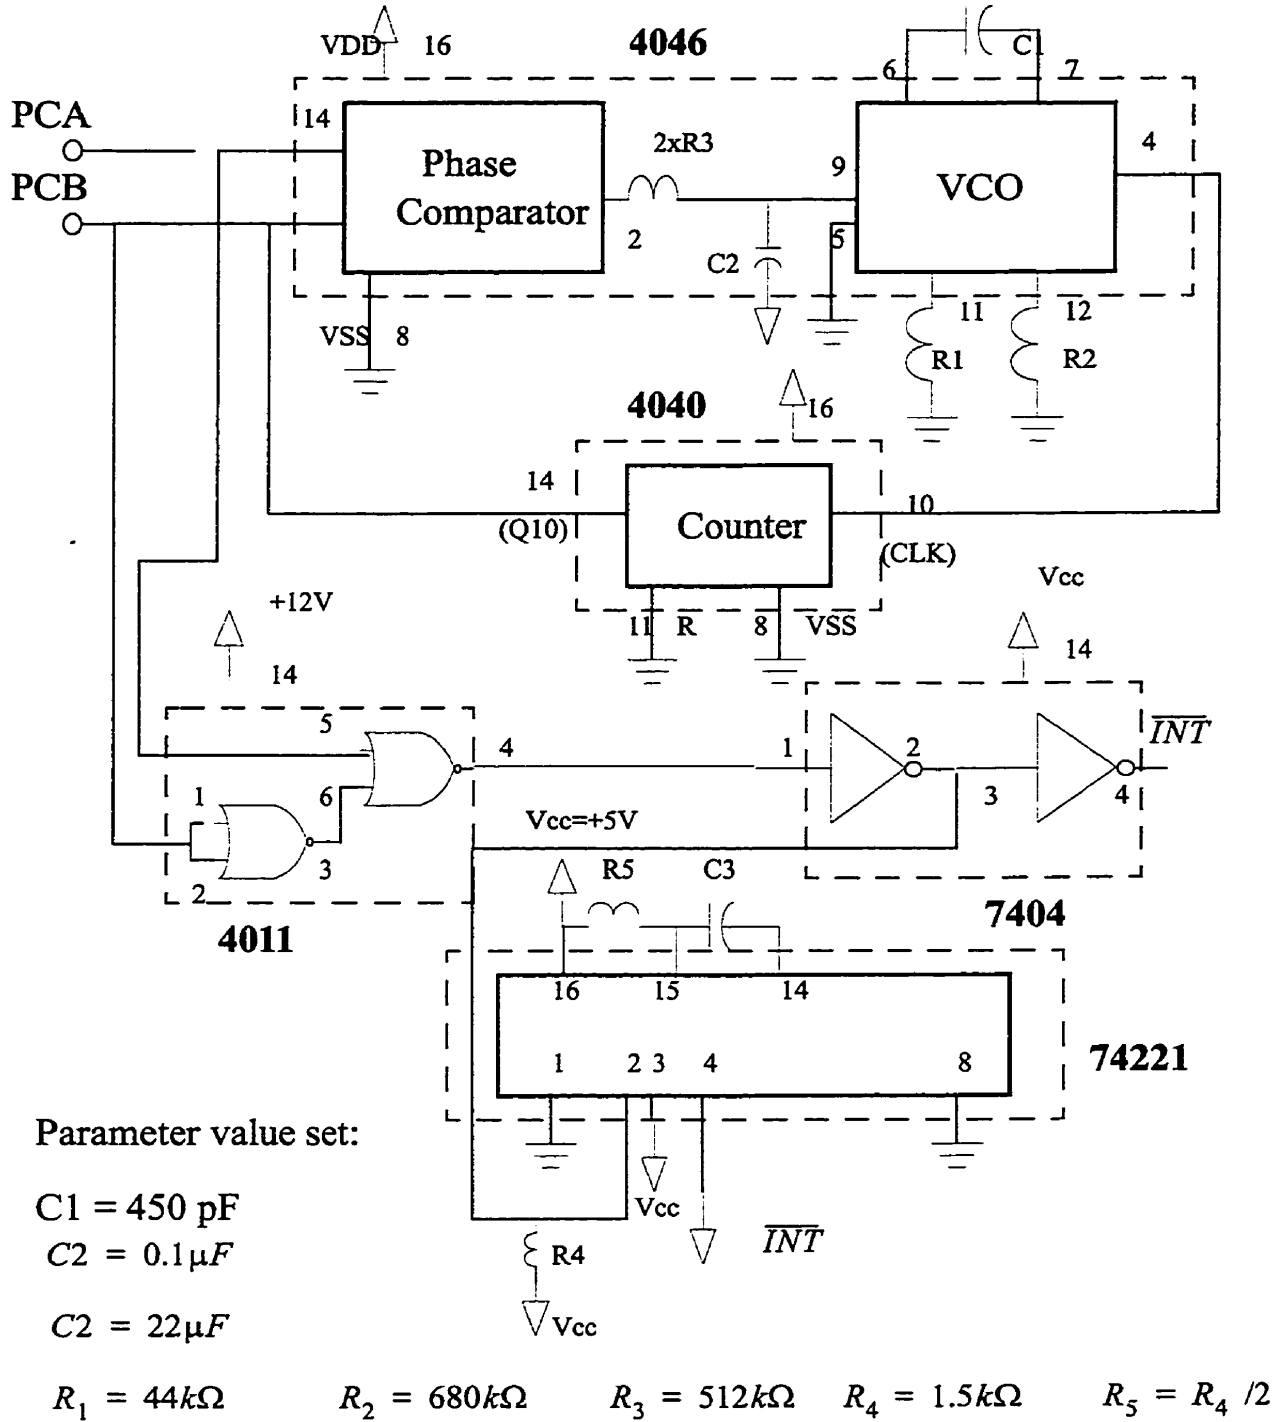 VDD 16 4046 C1
6 7
PCA
14 2xR3 4
Phase Comparator 9 VCO
PCB
2 5
C2
VSS 8 11 12
R1 R2
4040 16
14 10
(Q10) Counter (CLK)
Vcc
+12V
11 R 8 VSS
14 14
5 INT
4 1 2
1 6 3 4
Vcc=+5V
3
2 R5 C3
4011 7404
16 15 14
1 2 3 4 8 74221
Parameter value set:
Vcc
C1 = 450 pF
INT
C2 = 0.1μF R4
C2 = 22μF Vcc
R1 = 44kΩ R2 = 680kΩ R3 = 512kΩ R4 = 1.5kΩ R5 = R4 /2